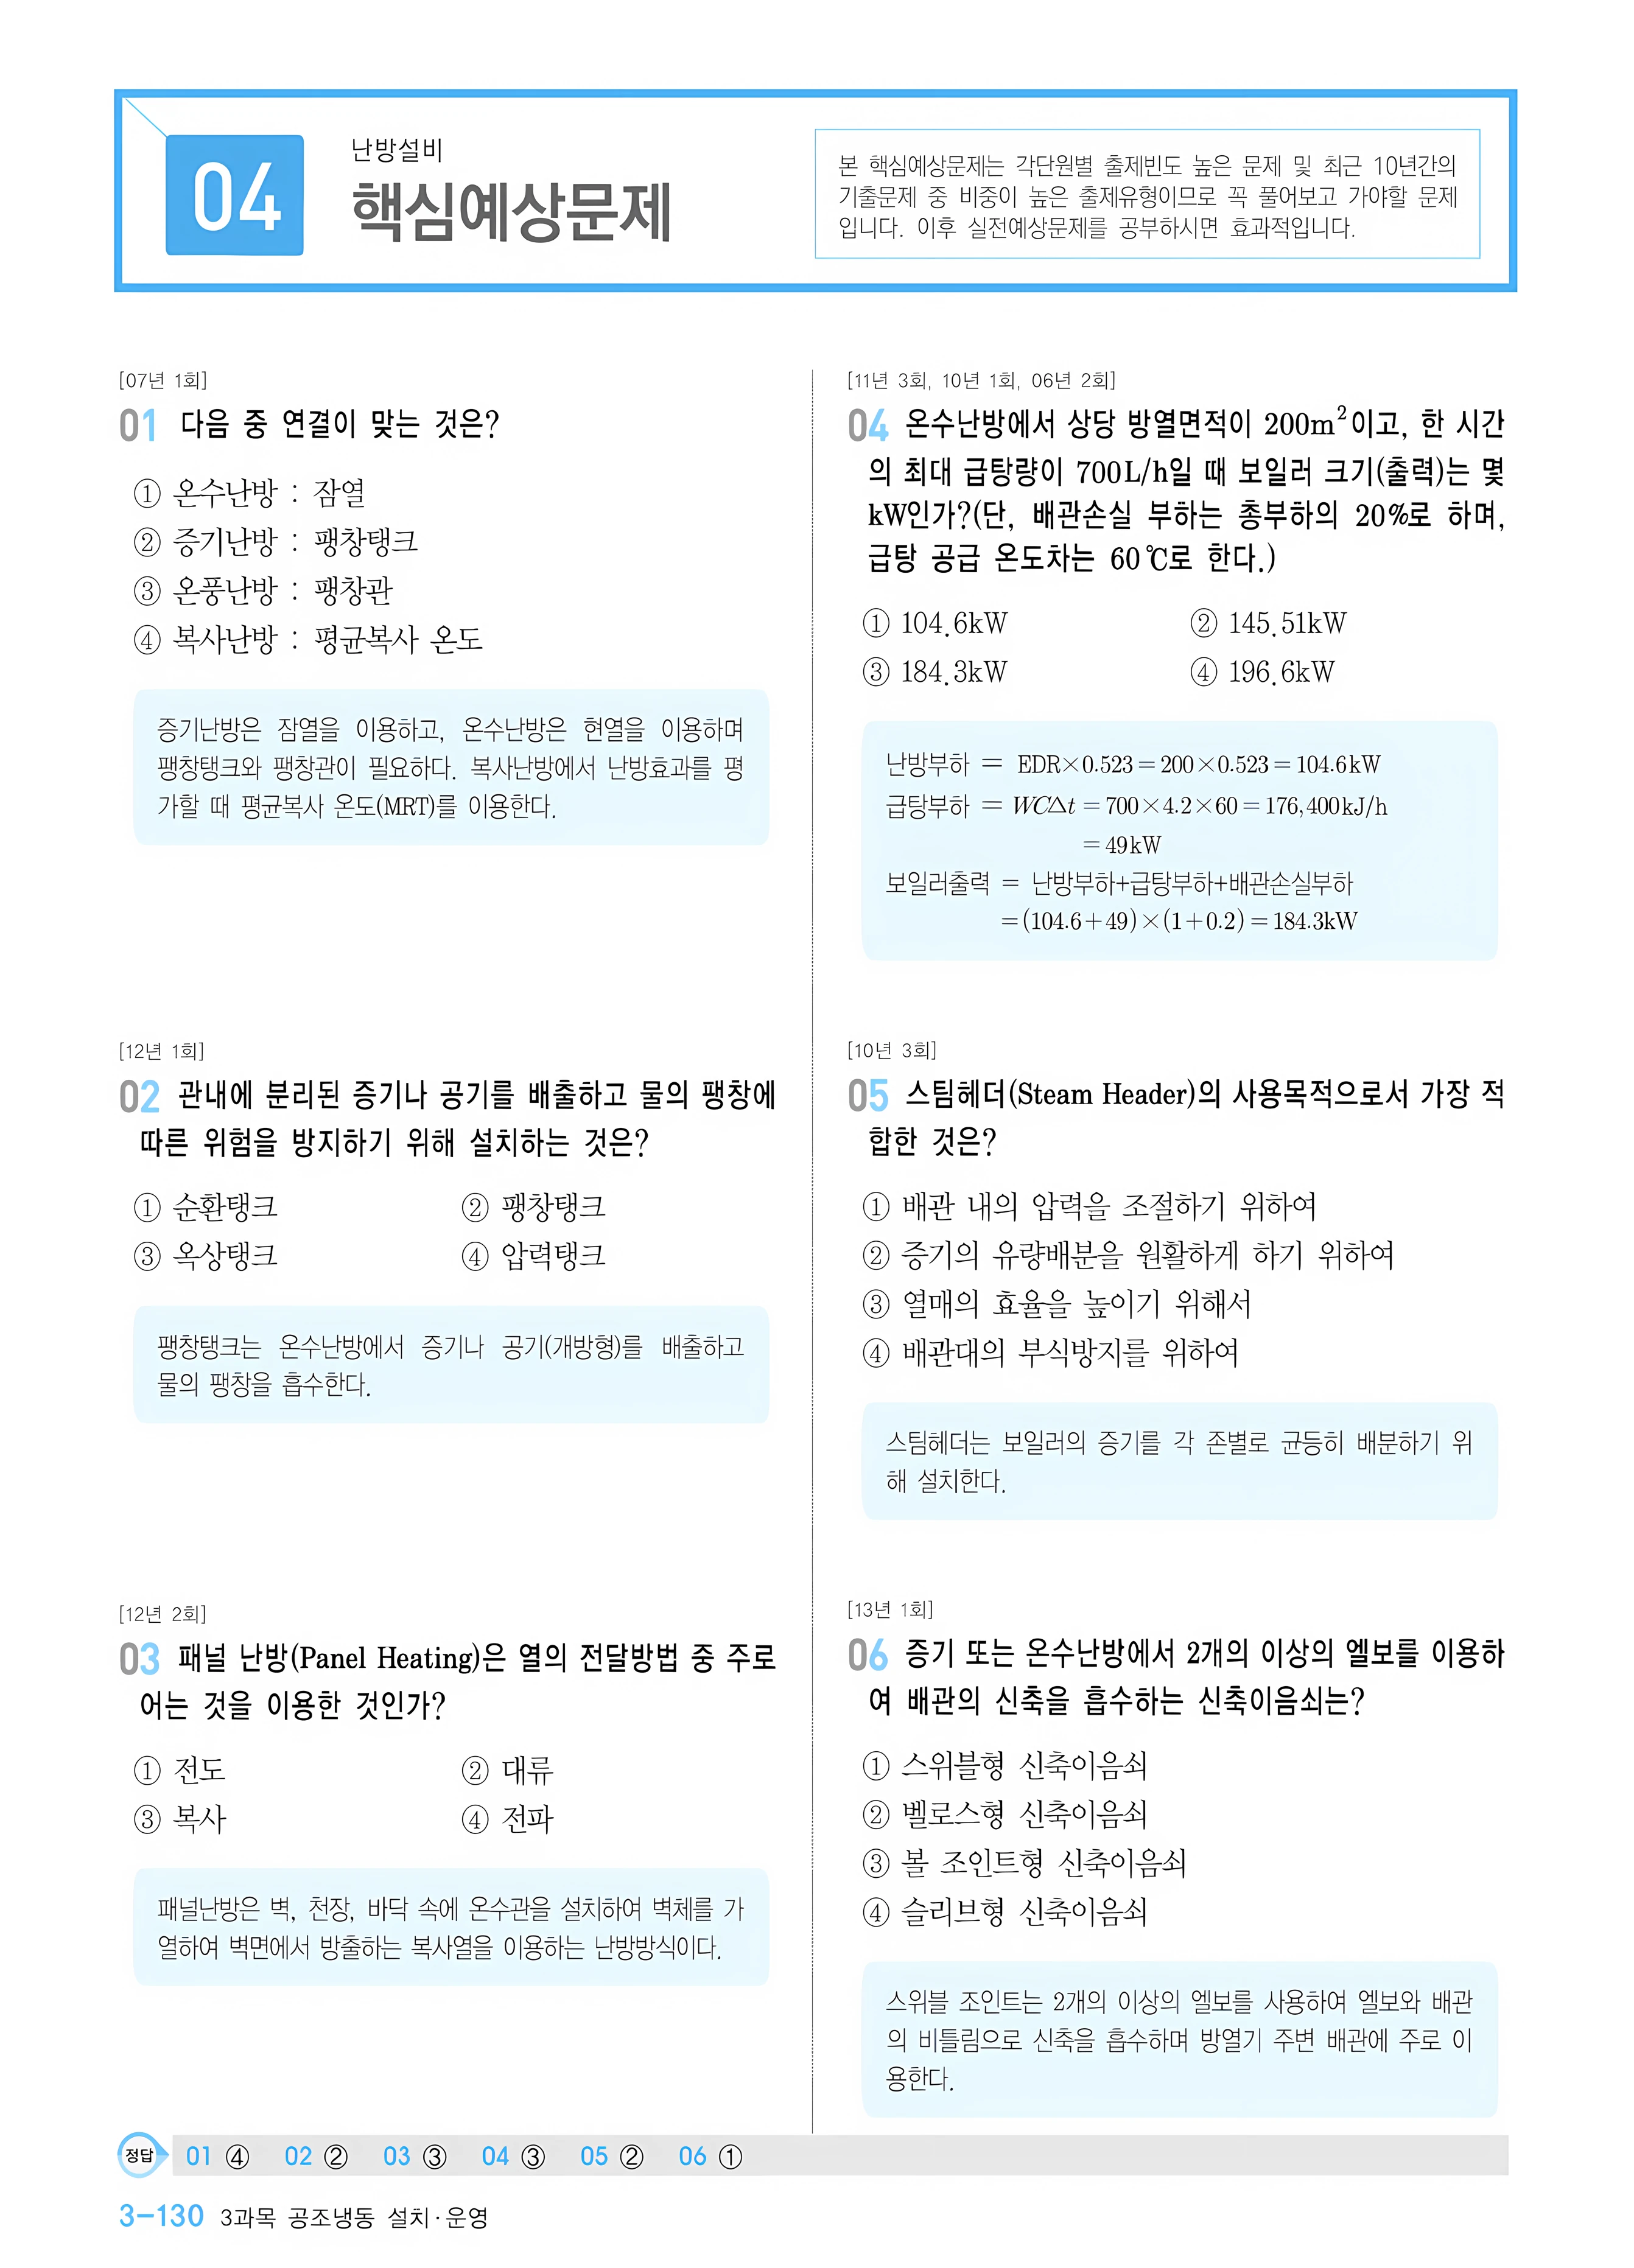 04
난방설비
핵심예상문제
본 핵심예상문제는 각단원별 출제빈도 높은 문제 및 최근 10년간의
기출문제 중 비중이 높은 출제유형이므로 꼭 풀어보고 가야할 문제
입니다. 이후 실전예상문제를 공부하시면 효과적입니다.
[07년 1회]
01 다음 중 연결이 맞는 것은?
① 온수난방 : 잠열
② 증기난방 : 팽창탱크
③ 온풍난방 : 팽창관
④ 복사난방 : 평균복사 온도
증기난방은 잠열을 이용하고, 온수난방은 현열을 이용하며
팽창탱크와 팽창관이 필요하다. 복사난방에서 난방효과를 평
가할 때 평균복사 온도(MRT)를 이용한다.
[12년 1회]
02 관내에 분리된 증기나 공기를 배출하고 물의 팽창에
따른 위험을 방지하기 위해 설치하는 것은?
① 순환탱크 ② 팽창탱크
③ 옥상탱크 ④ 압력탱크
팽창탱크는 온수난방에서 증기나 공기(개방형)를 배출하고
물의 팽창을 흡수한다.
[12년 2회]
03 패널 난방(Panel Heating)은 열의 전달방법 중 주로
어는 것을 이용한 것인가?
① 전도 ② 대류
③ 복사 ④ 전파
패널난방은 벽, 천장, 바닥 속에 온수관을 설치하여 벽체를 가
열하여 벽면에서 방출하는 복사열을 이용하는 난방방식이다.
[11년 3회, 10년 1회, 06년 2회]
04 온수난방에서 상당 방열면적이 200m²이고, 한 시간
의 최대 급탕량이 700L/h일 때 보일러 크기(출력)는 몇
kW인가?(단, 배관손실 부하는 총부하의 20%로 하며,
급탕 공급 온도차는 60℃로 한다.)
① 104.6kW ② 145.51kW
③ 184.3kW ④ 196.6kW
난방부하 = EDR×0.523=200×0.523=104.6kW
급탕부하 = WCΔt=700×4.2×60=176,400kJ/h
=49kW
보일러출력 = 난방부하+급탕부하+배관손실부하
=(104.6+49)×(1+0.2)=184.3kW
[10년 3회]
05 스팀헤더(Steam Header)의 사용목적으로서 가장 적
합한 것은?
① 배관 내의 압력을 조절하기 위하여
② 증기의 유량배분을 원활하게 하기 위하여
③ 열매의 효율을 높이기 위해서
④ 배관대의 부식방지를 위하여
스팀헤더는 보일러의 증기를 각 존별로 균등히 배분하기 위
해 설치한다.
[13년 1회]
06 증기 또는 온수난방에서 2개의 이상의 엘보를 이용하
여 배관의 신축을 흡수하는 신축이음쇠는?
① 스위블형 신축이음쇠
② 벨로스형 신축이음쇠
③ 볼 조인트형 신축이음쇠
④ 슬리브형 신축이음쇠
스위블 조인트는 2개의 이상의 엘보를 사용하여 엘보와 배관
의 비틀림으로 신축을 흡수하며 방열기 주변 배관에 주로 이
용한다.
정답 01 ④ 02 ② 03 ③ 04 ③ 05 ② 06 ①
3-130 3과목 공조냉동 설치·운영